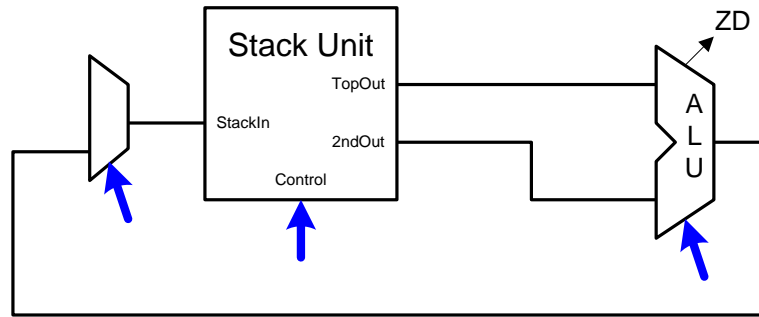 ZD
Stack Unit
TopOut
A
L
U
StackIn
2ndOut
Control